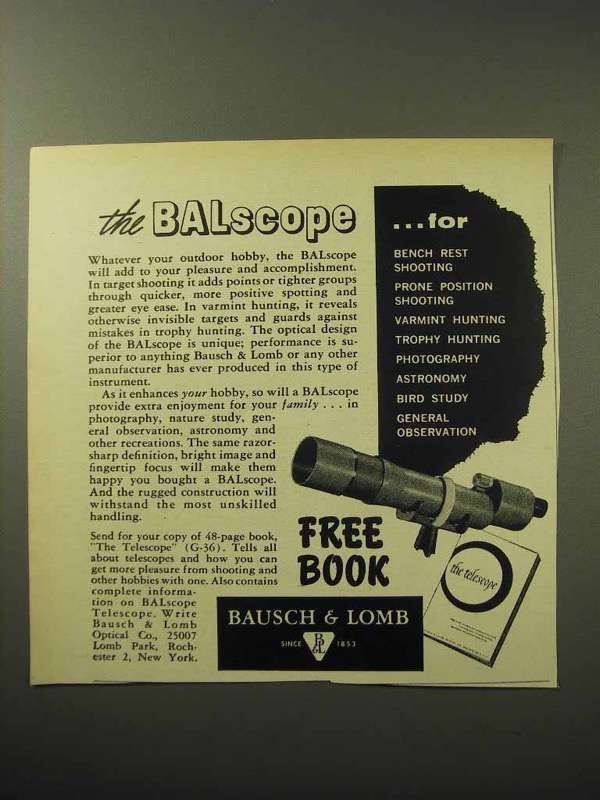 the BALscope
Whatever your outdoor hobby, the BALscope
will add to your pleasure and accomplishment.
In target shooting it adds points or tighter groups
through quicker, more positive spotting and
greater eye ease. In varmint hunting, it reveals
otherwise invisible targets and guards against
mistakes in trophy hunting. The optical design
of the BALscope is unique; performance is su-
perior to anything Bausch & Lomb or any other
manufacturer has ever produced in this type of
instrument.
As it enhances your hobby, so will a BALscope
provide extra enjoyment for your family . . . in
photography, nature study, gen-
eral observation, astronomy and
other recreations. The same razor-
sharp definition, bright image and
fingertip focus will make them
happy you bought a BALscope.
And the rugged construction will
withstand the most unskilled
handling.
Send for your copy of 48-page book,
"The Telescope" (G-36). Tells all
about telescopes and how you can
get more pleasure from shooting and
other hobbies with one. Also contains
complete informa-
tion on BALscope
Telescope. Write
Bausch & Lomb
Optical Co., 25007
Lomb Park, Roch-
ester 2, New York.
...for
BENCH REST
SHOOTING
PRONE POSITION
SHOOTING
VARMINT HUNTING
TROPHY HUNTING
PHOTOGRAPHY
ASTRONOMY
BIRD STUDY
GENERAL
OBSERVATION
FREE
BOOK
the telescope
BAUSCH & LOMB
SINCE B&L 1853